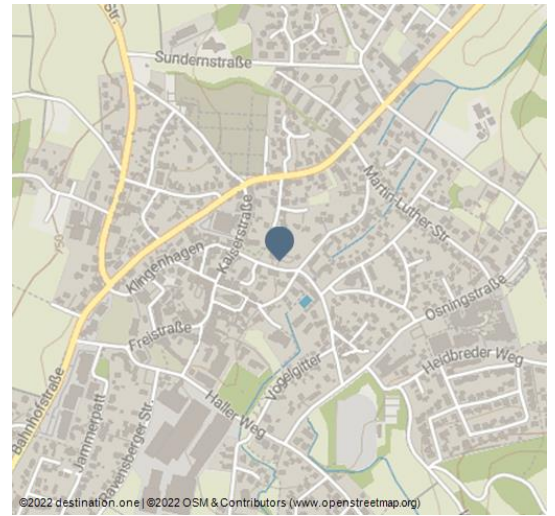 Str.
Sundernstraße
Martin-Luther-Str.
Kaiserstraße
Klingenhagen
Osningstraße
Freistraße
Heidbreder Weg
Vogelgitter
Haller Weg
Bahnhofstraße
Jammerpatt
Ravensberger Str.
©2022 destination.one | ©2022 OSM & Contributors (www.openstreetmap.org)